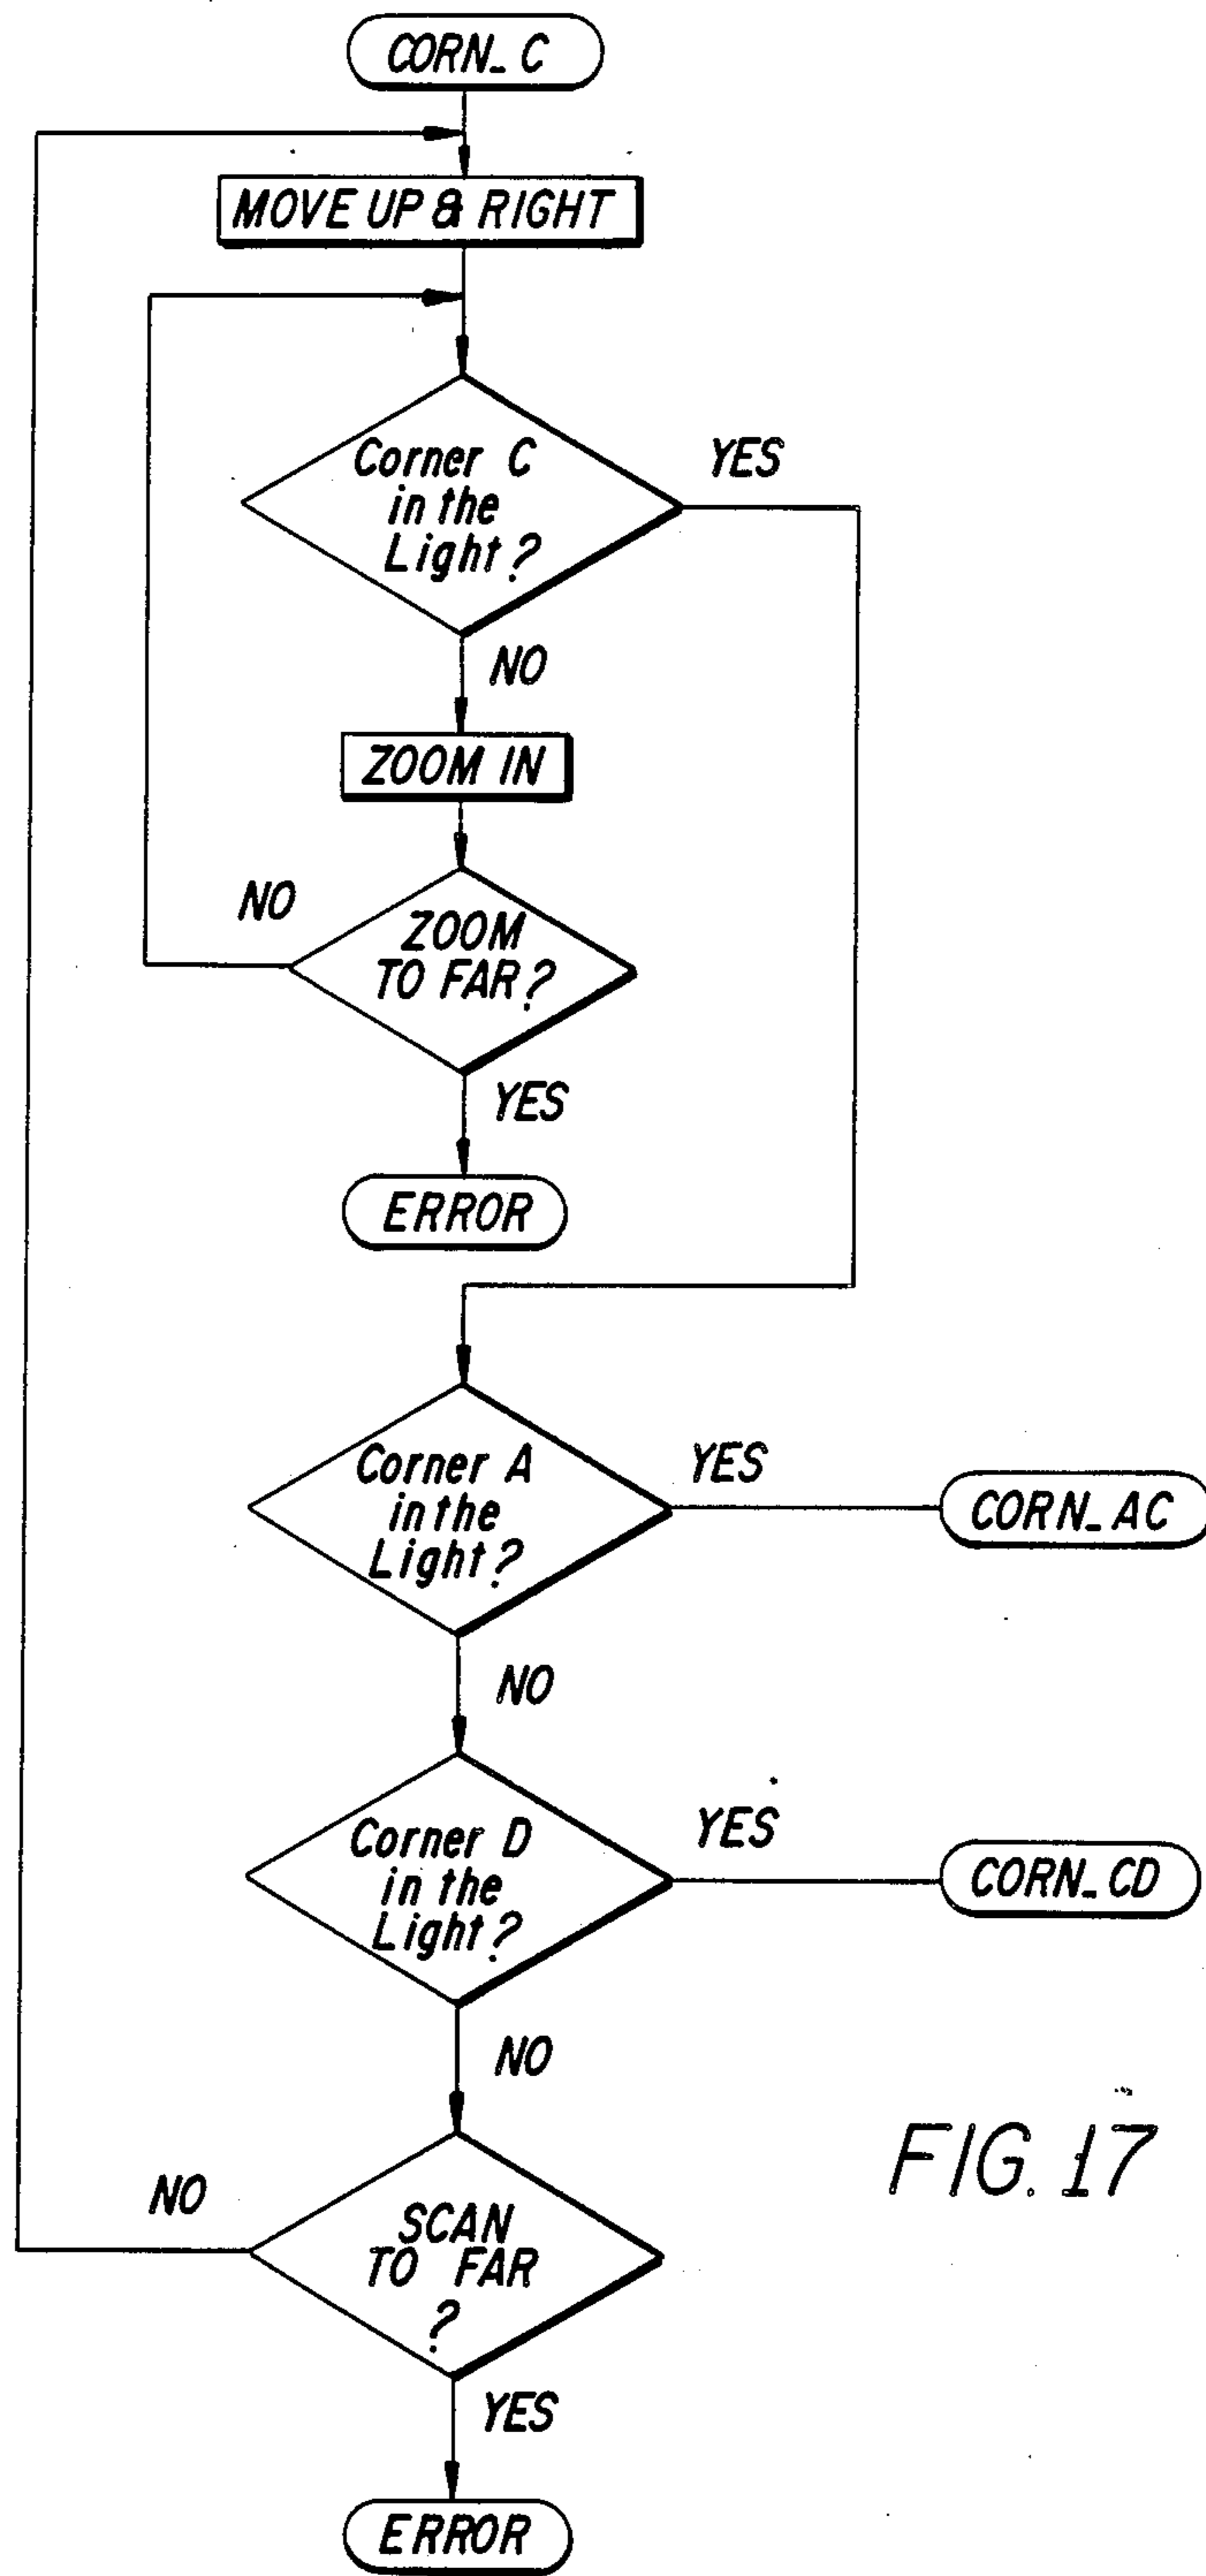 CORN_C
MOVE UP & RIGHT
Corner C
in the
Light?
YES
NO
ZOOM IN
NO
ZOOM
TO FAR?
YES
ERROR
Corner A
in the
Light?
YES
CORN_AC
NO
Corner D
in the
Light?
YES
CORN_CD
NO
FIG. 17
NO
SCAN
TO FAR
?
YES
ERROR